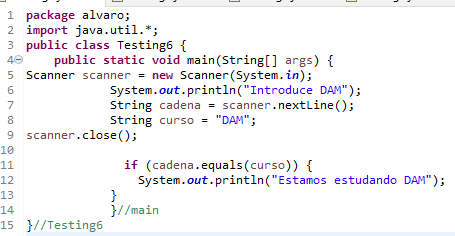 1 package alvaro;
2 import java.util.*;
3 public class Testing6 {
4 public static void main(String[] args) {
5 Scanner scanner = new Scanner(System.in);
6 System.out.println("Introduce DAM");
7 String cadena = scanner.nextLine();
8 String curso = "DAM";
9 scanner.close();
10
11 if (cadena.equals(curso)) {
12 System.out.println("Estamos estudando DAM");
13 }
14 }//main
15 }//Testing6